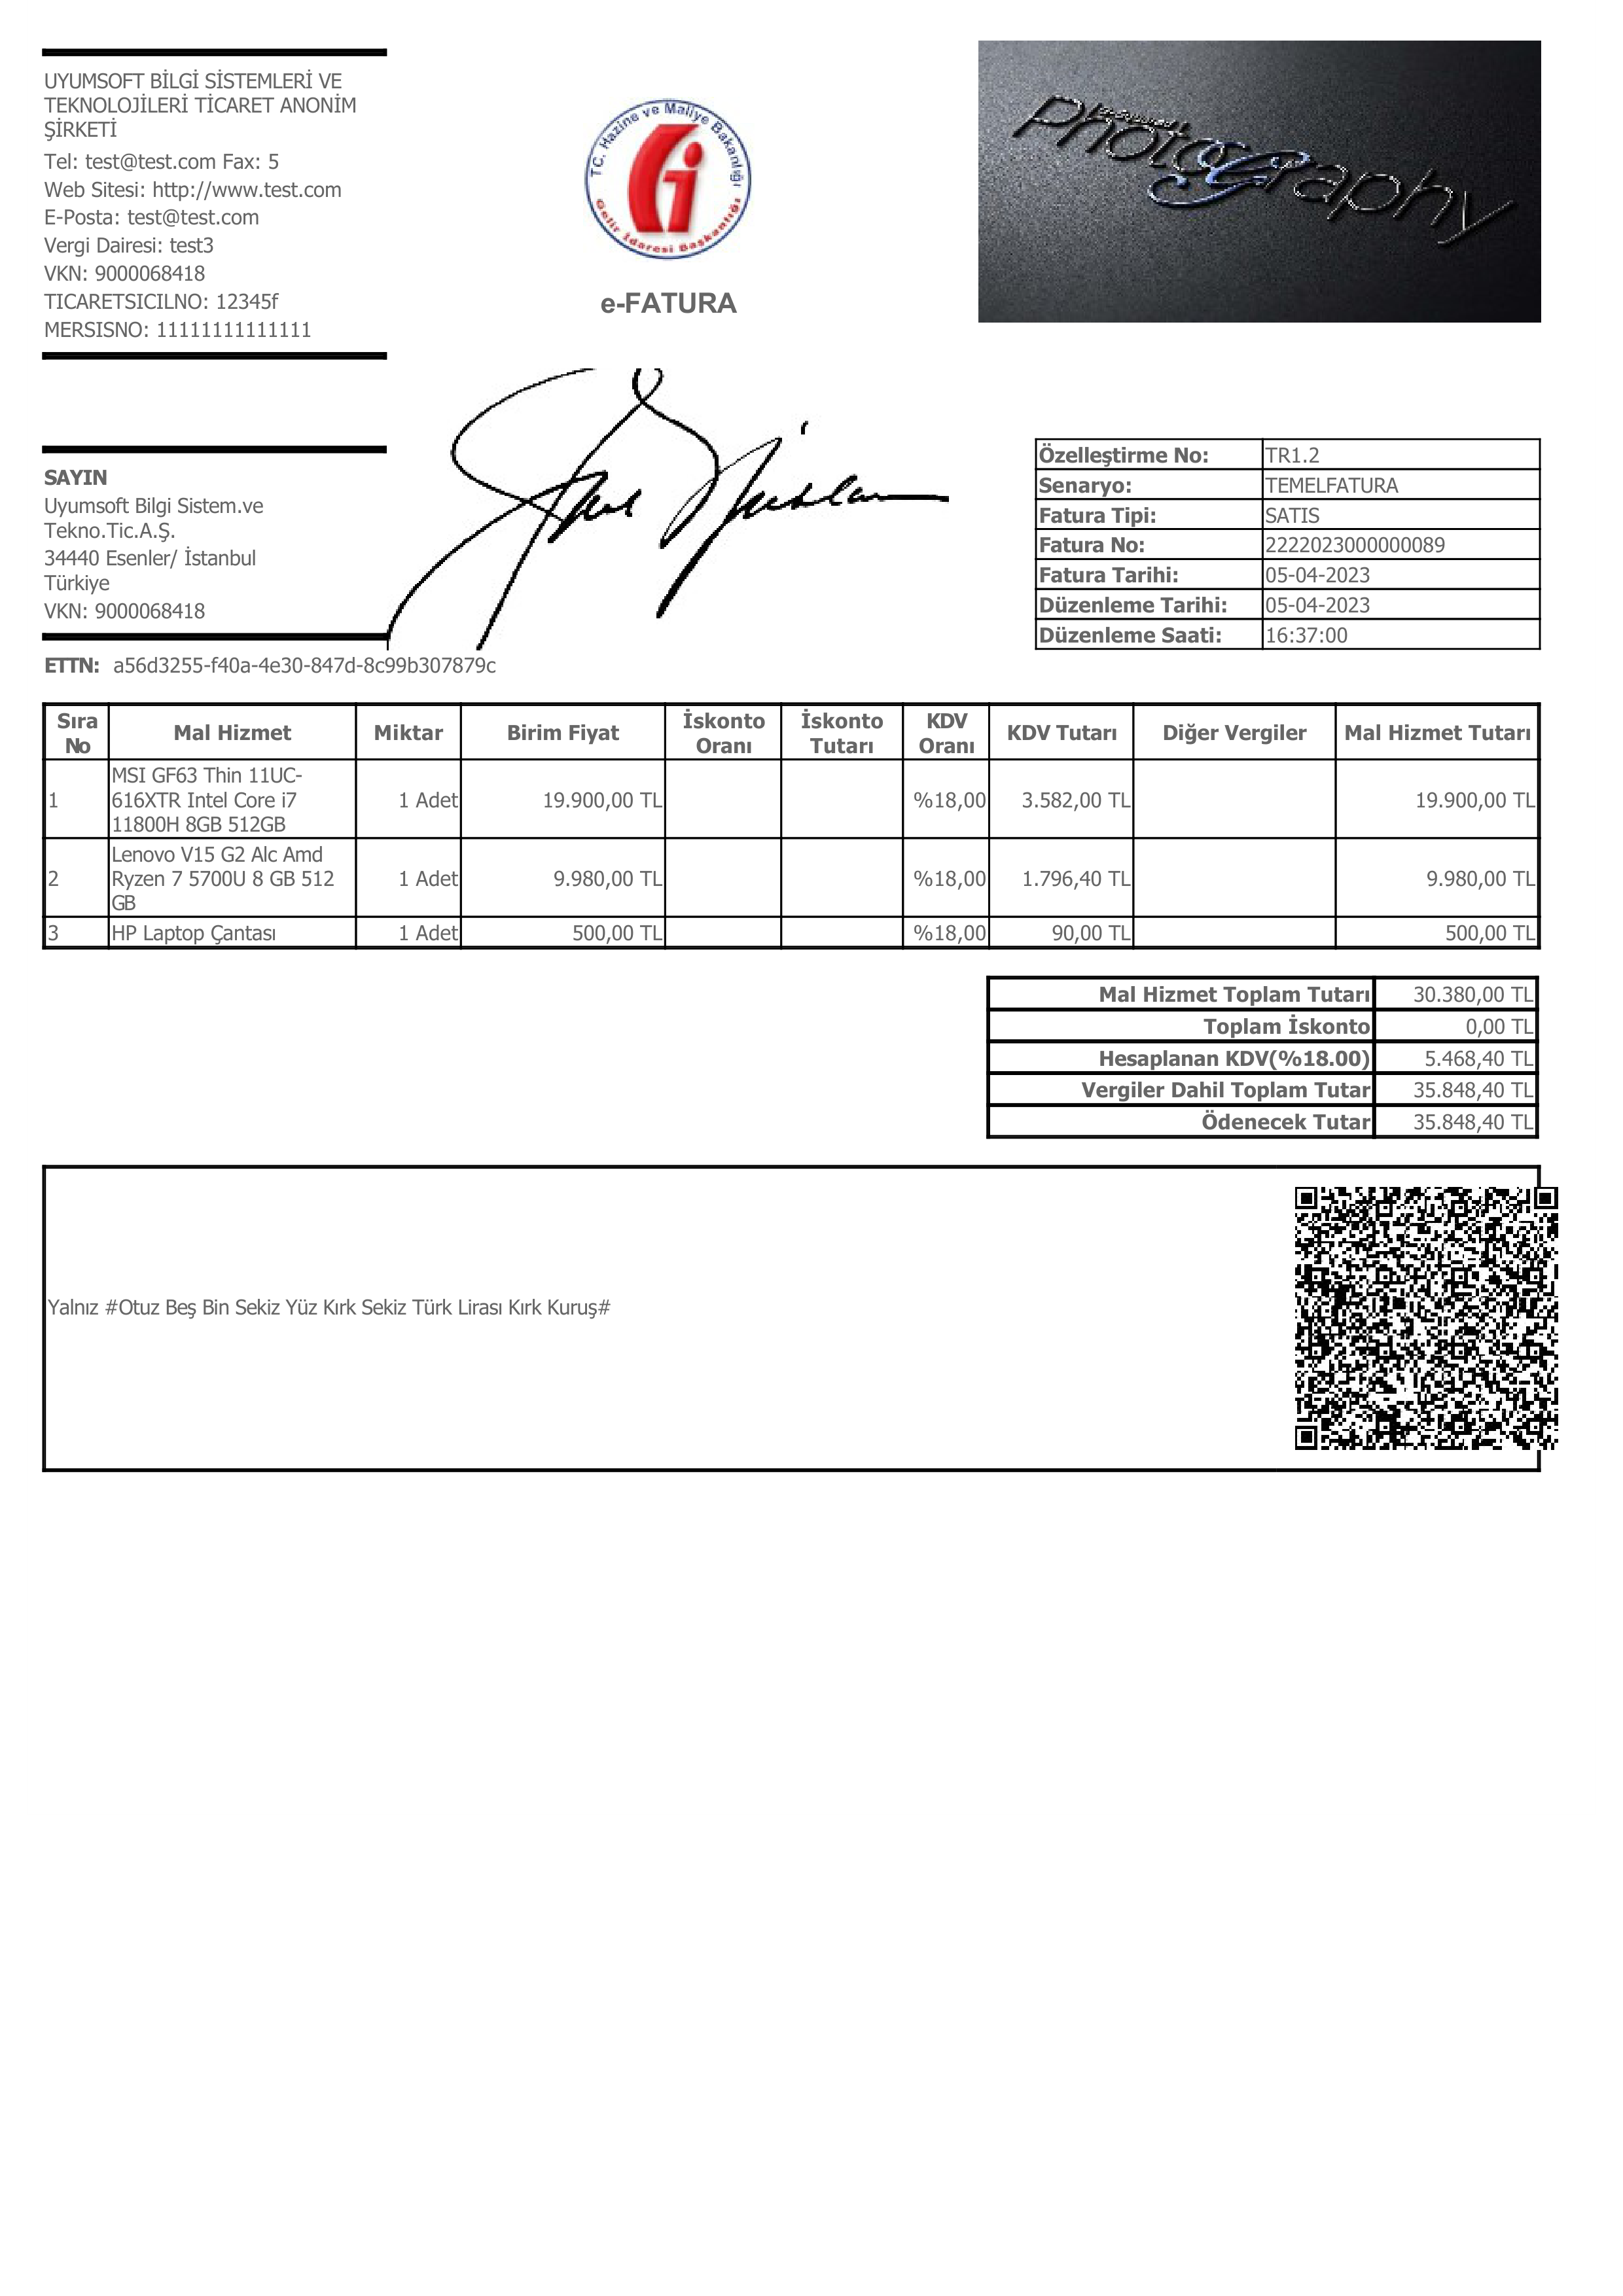 UYUMSOFT BİLGİ SİSTEMLERİ VE
TEKNOLOJİLERİ TİCARET ANONİM
ŞİRKETİ
Tel: test@test.com Fax: 5
Web Sitesi: http://www.test.com
E-Posta: test@test.com
Vergi Dairesi: test3
VKN: 9000068418
TICARETSICILNO: 12345f
MERSISNO: 11111111111111
T.C. Hazine ve Maliye Bakanlığı
Gelir İdaresi Başkanlığı
e-FATURA
Photography
SAYIN
Uyumsoft Bilgi Sistem.ve
Tekno.Tic.A.Ş.
34440 Esenler/ İstanbul
Türkiye
VKN: 9000068418
ETTN: a56d3255-f40a-4e30-847d-8c99b307879c
Özelleştirme No: TR1.2
Senaryo: TEMELFATURA
Fatura Tipi: SATIS
Fatura No: 2222023000000089
Fatura Tarihi: 05-04-2023
Düzenleme Tarihi: 05-04-2023
Düzenleme Saati: 16:37:00
Sıra No Mal Hizmet Miktar Birim Fiyat İskonto Oranı İskonto Tutarı KDV Oranı KDV Tutarı Diğer Vergiler Mal Hizmet Tutarı
1 MSI GF63 Thin 11UC-
616XTR Intel Core i7
11800H 8GB 512GB 1 Adet 19.900,00 TL %18,00 3.582,00 TL 19.900,00 TL
2 Lenovo V15 G2 Alc Amd
Ryzen 7 5700U 8 GB 512
GB 1 Adet 9.980,00 TL %18,00 1.796,40 TL 9.980,00 TL
3 HP Laptop Çantası 1 Adet 500,00 TL %18,00 90,00 TL 500,00 TL
Mal Hizmet Toplam Tutarı 30.380,00 TL
Toplam İskonto 0,00 TL
Hesaplanan KDV(%18.00) 5.468,40 TL
Vergiler Dahil Toplam Tutar 35.848,40 TL
Ödenecek Tutar 35.848,40 TL
Yalnız #Otuz Beş Bin Sekiz Yüz Kırk Sekiz Türk Lirası Kırk Kuruş#